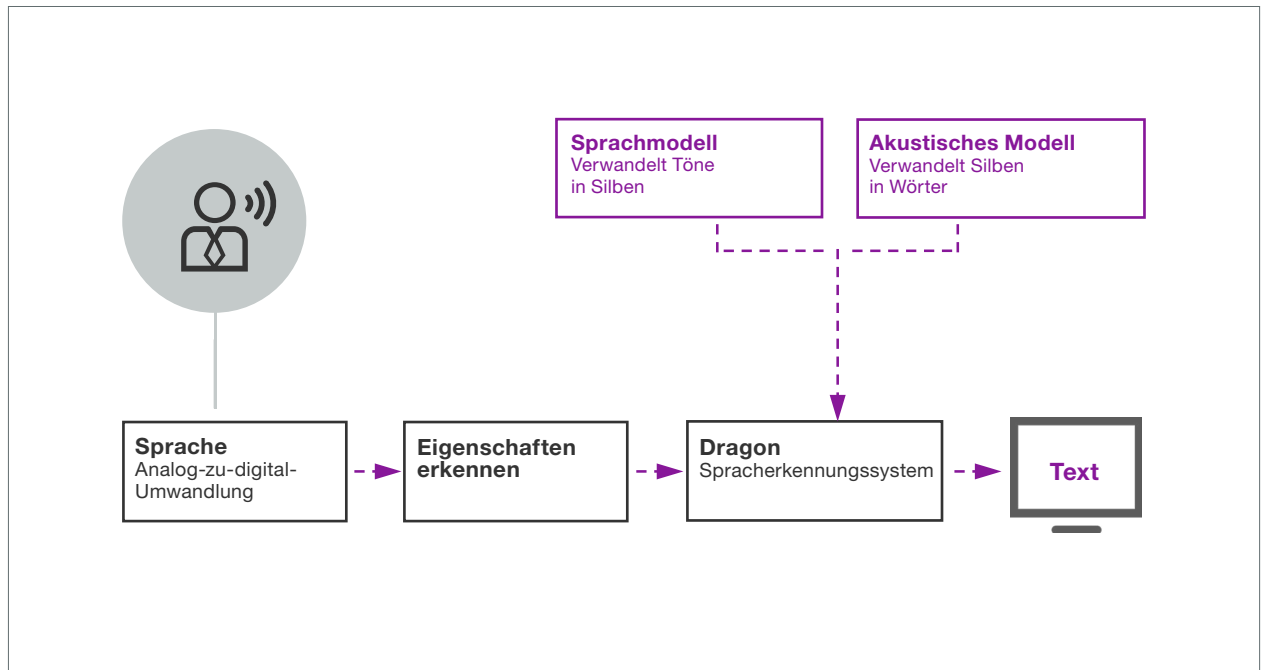 Sprachmodell
Verwandelt Töne
in Silben
Akustisches Modell
Verwandelt Silben
in Wörter
Sprache
Analog-zu-digital-
Umwandlung
Eigenschaften
erkennen
Dragon
Spracherkennungssystem
Text